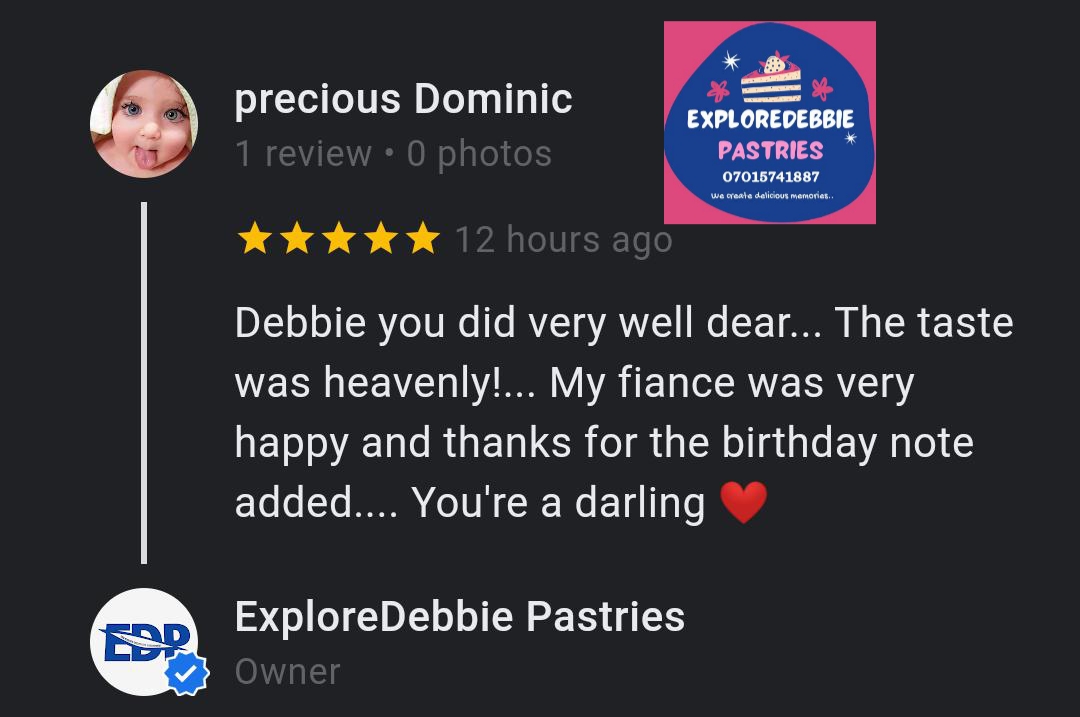 precious Dominic
1 review • 0 photos
EXPLOREDEBBIE
PASTRIES
07015741887
We create delicious memories..
12 hours ago
Debbie you did very well dear... The taste
was heavenly!... My fiance was very
happy and thanks for the birthday note
added.... You're a darling ❤️
EDP
ExploreDebbie Pastries
Owner